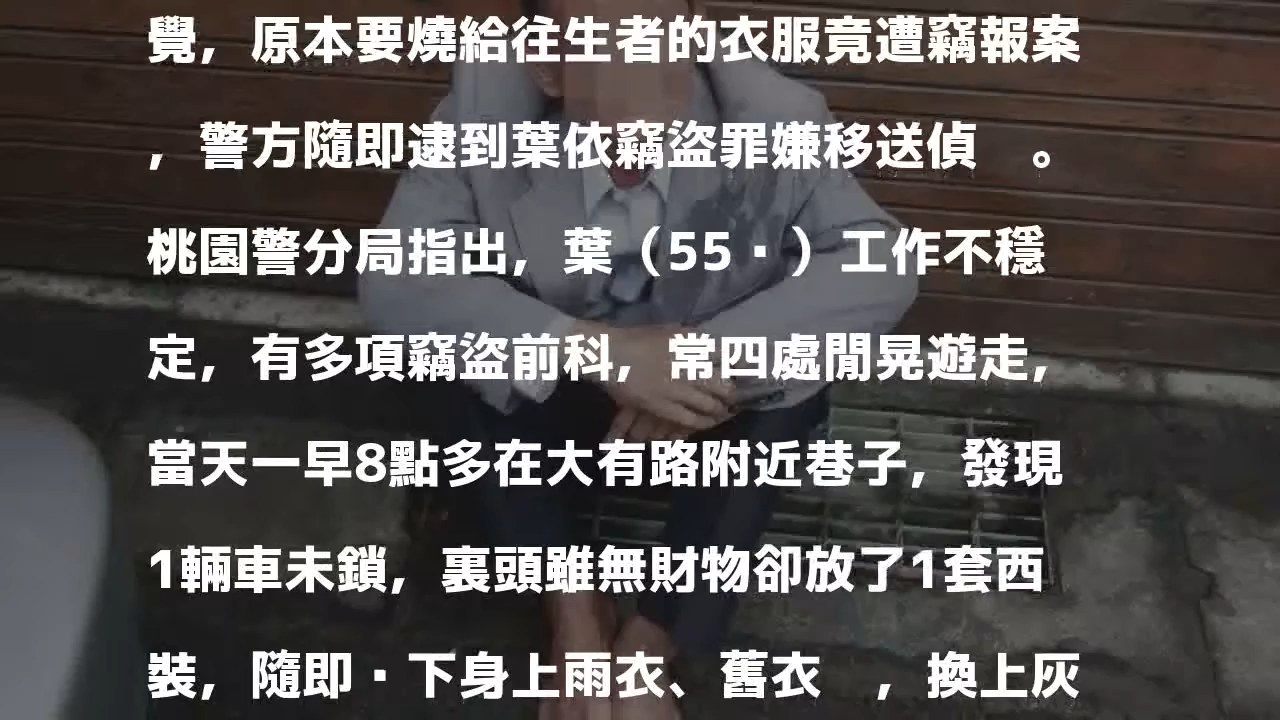 覺，原本要燒給往生者的衣服竟遭竊報案
，警方隨即逮到葉依竊盜罪嫌移送偵　。
桃園警分局指出，葉（55·）工作不穩
定，有多項竊盜前科，常四處閒晃遊走，
當天一早8點多在大有路附近巷子，發現
1輛車未鎖，裏頭雖無財物卻放了1套西
裝，隨即·下身上雨衣、舊衣　，換上灰